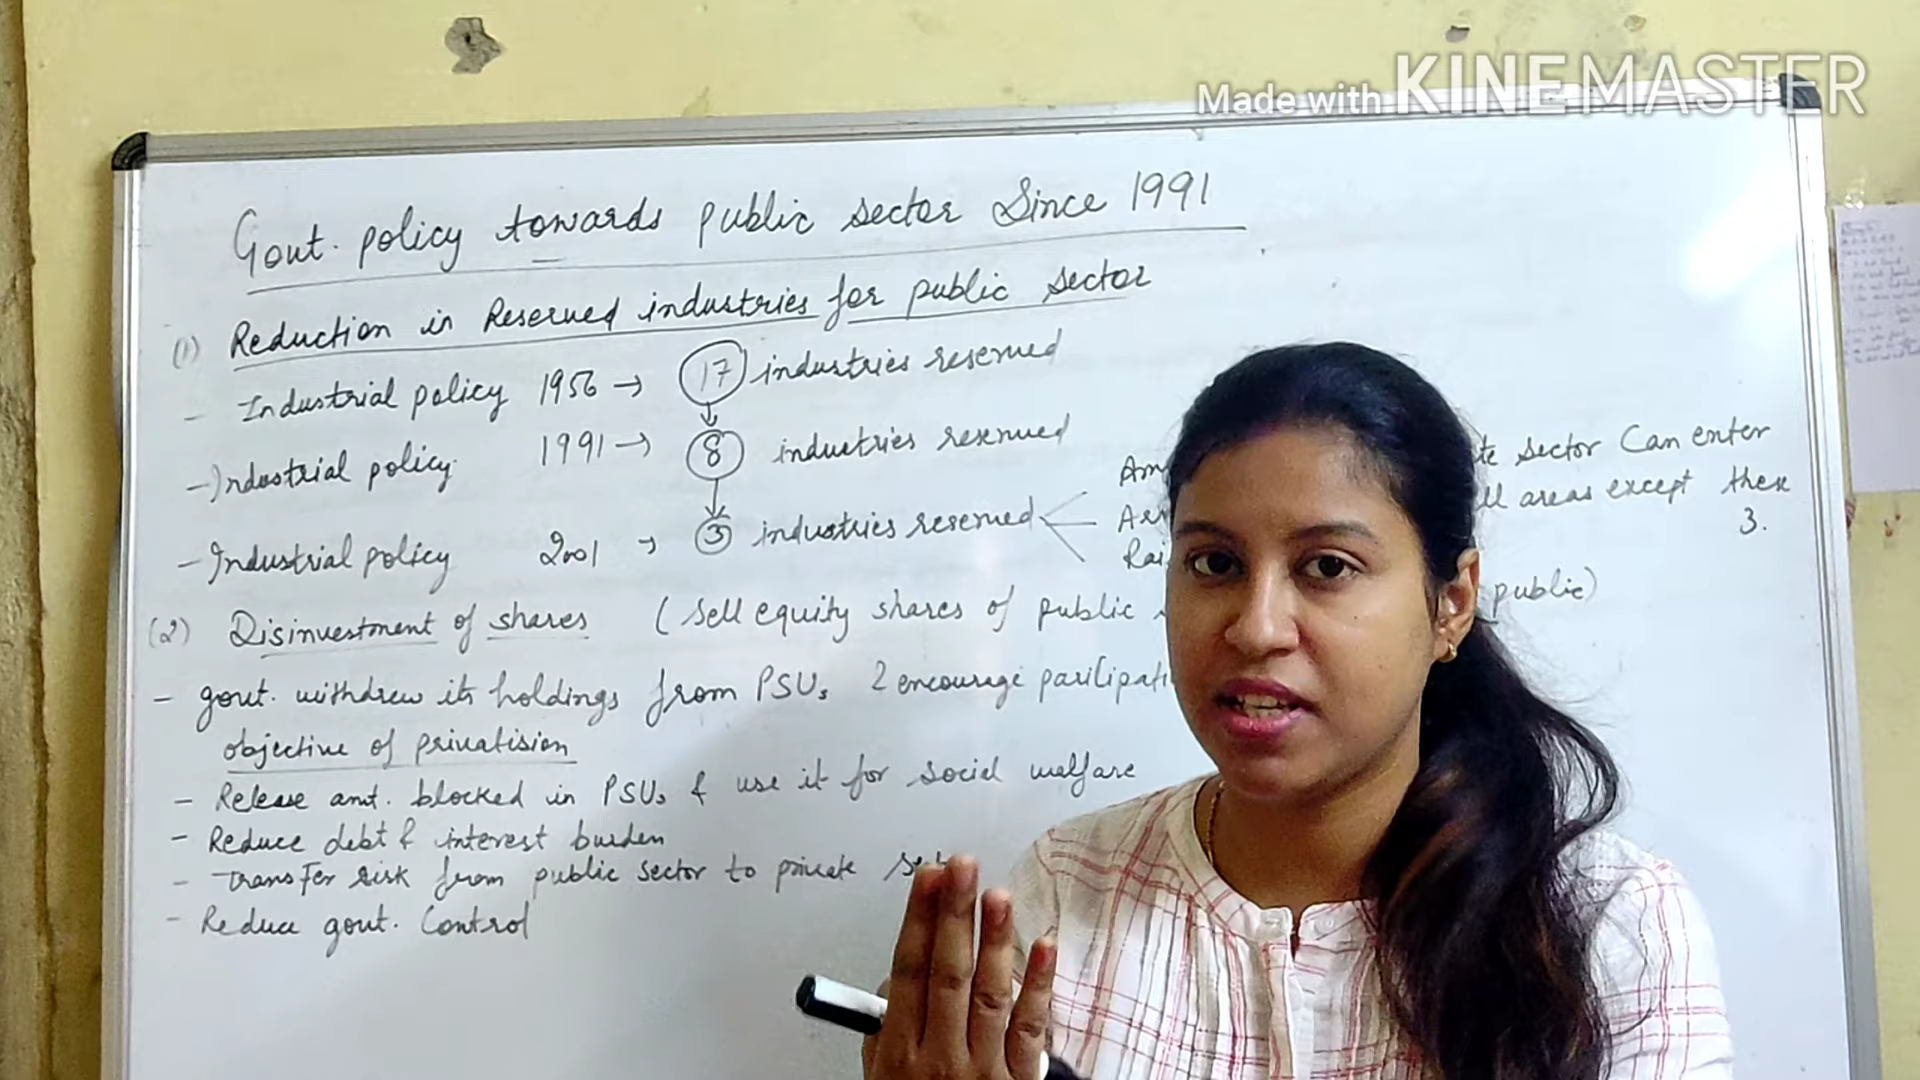 Made with KINEMASTER
Govt. policy towards public sector Since 1991
(1) Reduction in Reserved industries for public sector
- Industrial policy 1956 → 17 industries reserved
- Industrial policy 1991 → 8 industries reserved
- Industrial policy 2001 → 3 industries reserved
sector Can enter
areas except these
3.
(2) Disinvestment of shares (sell equity shares of public
public)
- govt. withdrew its holdings from PSUs & encourage
objective of privatision
- Release amt. blocked in PSUs & use it for social welfare
- Reduce debt & interest burden
- Transfer risk from public sector to private
- Reduce govt. Control